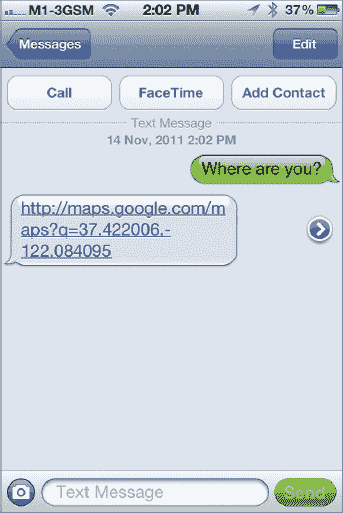 M1-3GSM 2:02 PM 37%
Messages Edit
Call FaceTime Add Contact
Text Message
14 Nov, 2011 2:02 PM
Where are you?
http://maps.google.com/m
aps?q=37.422006,-
122.084095
Text Message Send